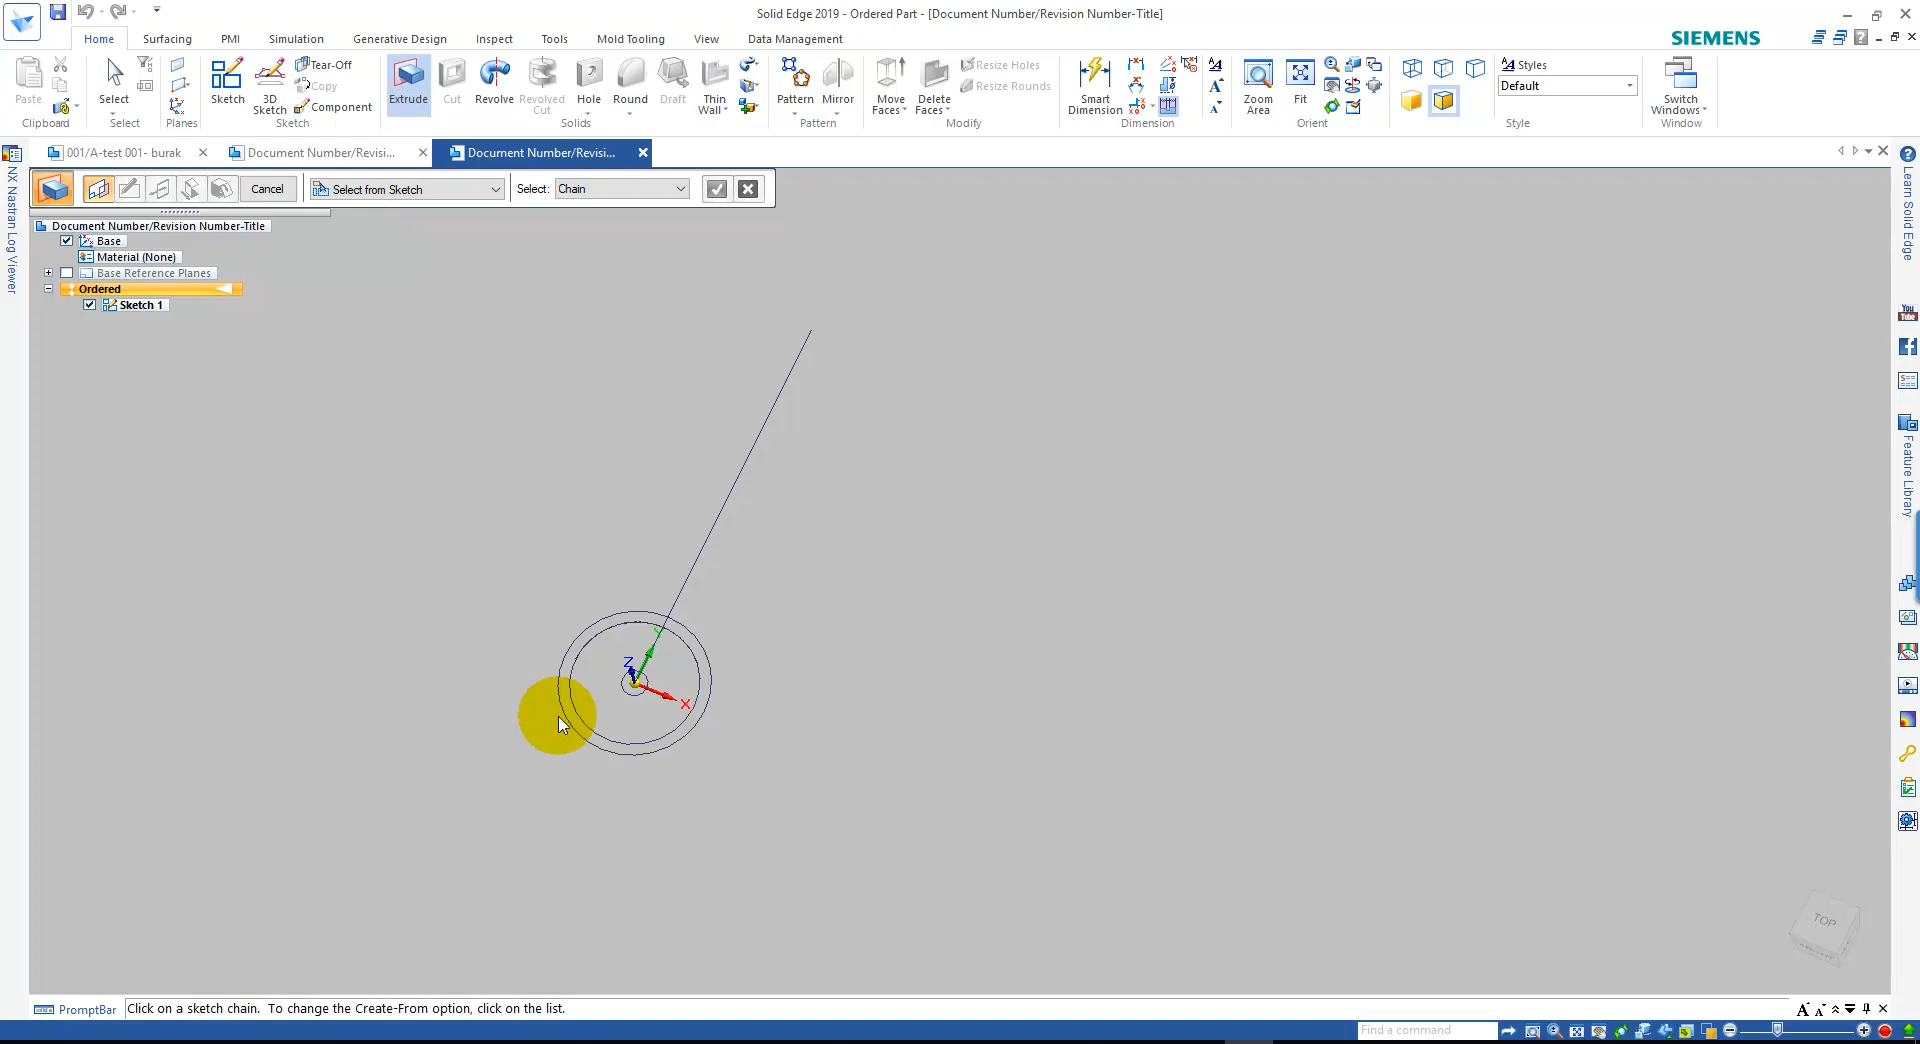 Solid Edge 2019 - Ordered Part - [Document Number/Revision Number-Title]
Home Surfacing PMI Simulation Generative Design Inspect Tools Mold Tooling View Data Management
SIEMENS
Paste
Clipboard
Select
Select
Planes
Sketch
3D Sketch
Tear-Off
Copy
Component
Sketch
Extrude
Cut
Revolve
Revolved Cut
Hole
Round
Draft
Thin Wall
Solids
Pattern
Mirror
Pattern
Move Faces
Delete Faces
Resize Holes
Resize Rounds
Modify
Smart Dimension
Dimension
Zoom Area
Fit
Orient
Styles
Default
Style
Switch Windows
Window
001/A-test 001- burak
Document Number/Revisi...
Document Number/Revisi...
Cancel
Select from Sketch
Select:
Chain
Document Number/Revision Number-Title
Base
Material (None)
Base Reference Planes
Ordered
Sketch 1
NX Nastran Log Viewer
Learn Solid Edge
You Tube
Feature Library
Y
Z
X
TOP
PromptBar
Click on a sketch chain.  To change the Create-From option, click on the list.
Find a command